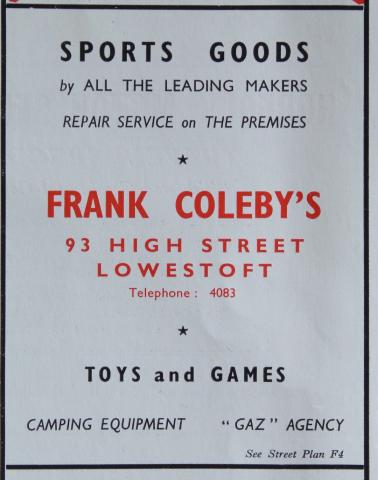 SPORTS GOODS
by ALL THE LEADING MAKERS
REPAIR SERVICE on THE PREMISES
★
FRANK COLEBY'S
93 HIGH STREET
LOWESTOFT
Telephone : 4083
★
TOYS and GAMES
CAMPING EQUIPMENT "GAZ" AGENCY
See Street Plan F4